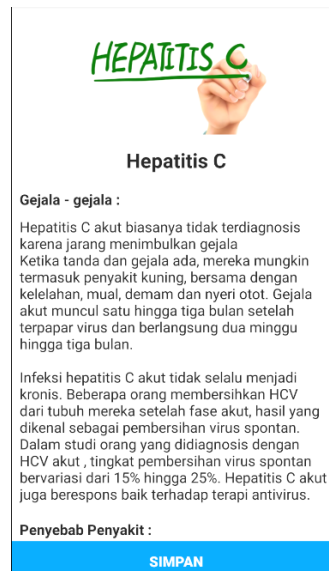 HEPATITIS C
Hepatitis C
Gejala - gejala :
Hepatitis C akut biasanya tidak terdiagnosis
karena jarang menimbulkan gejala
Ketika tanda dan gejala ada, mereka mungkin
termasuk penyakit kuning, bersama dengan
kelelahan, mual, demam dan nyeri otot. Gejala
akut muncul satu hingga tiga bulan setelah
terpapar virus dan berlangsung dua minggu
hingga tiga bulan.
Infeksi hepatitis C akut tidak selalu menjadi
kronis. Beberapa orang membersihkan HCV
dari tubuh mereka setelah fase akut, hasil yang
dikenal sebagai pembersihan virus spontan.
Dalam studi orang yang didiagnosis dengan
HCV akut , tingkat pembersihan virus spontan
bervariasi dari 15% hingga 25%. Hepatitis C akut
juga berespons baik terhadap terapi antivirus.
Penyebab Penyakit :
SIMPAN